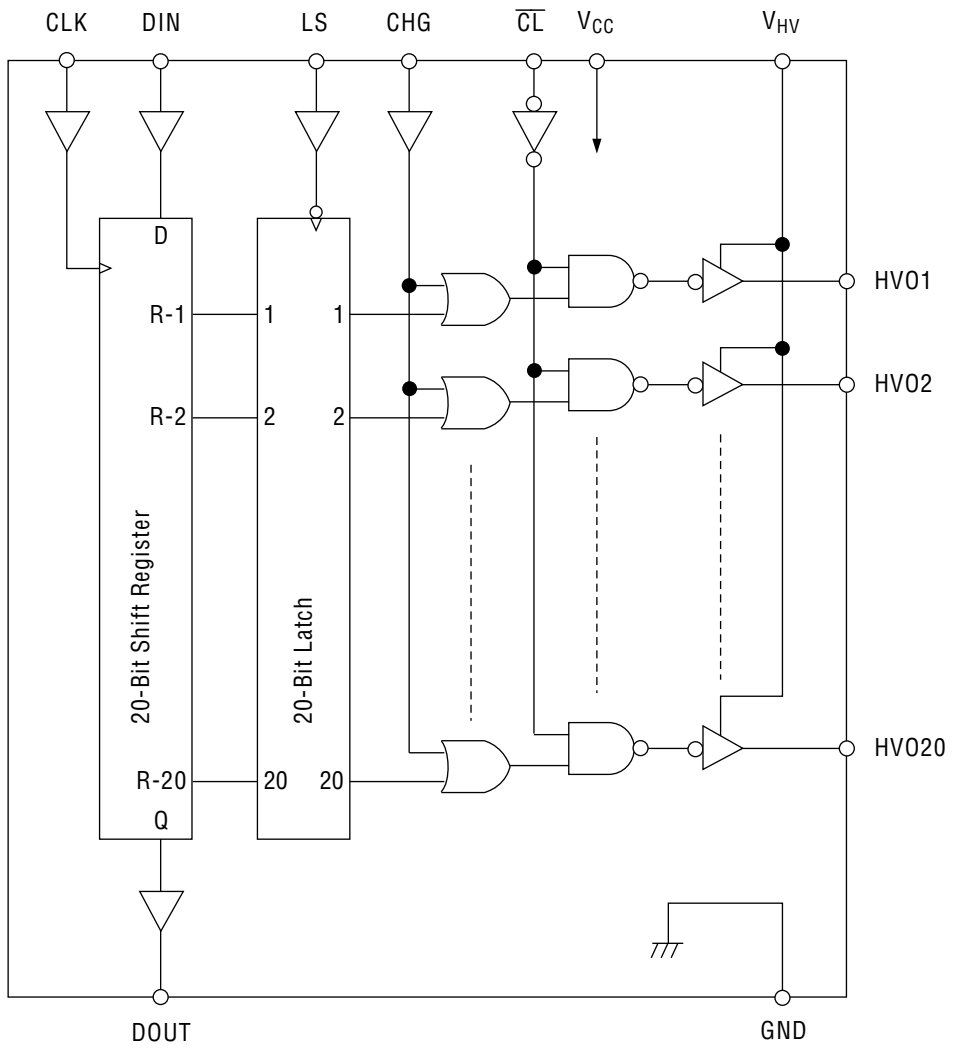 CLK DIN LS CHG C̅L̅ VCC VHV
D
R-1 1 1
HVO1
R-2 2 2
HVO2
20-Bit Shift Register
20-Bit Latch
R-20 20 20
HVO20
Q
DOUT GND